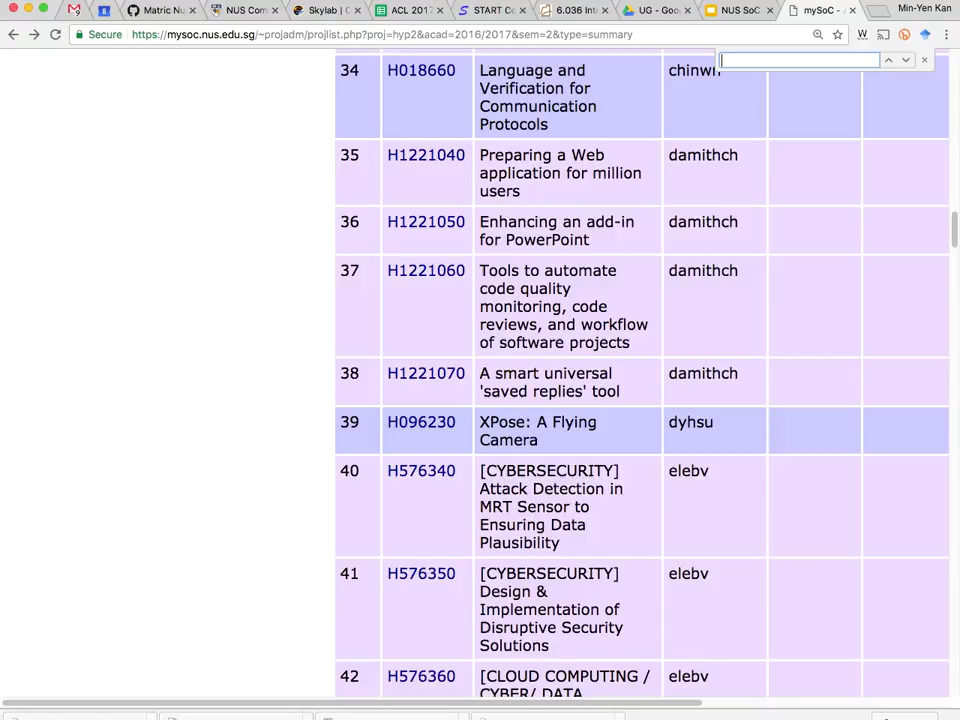 Matric Nu
NUS Com
Skylab | C
ACL 2017
START Co
6.036 Int
UG - Goo
NUS SoC
mySoC -
Min-Yen Kan
8
Secure https://mysoc.nus.edu.sg/~projadm/projlist.php?proj=hyp2&acad=2016/2017&sem=2&type=summary
W
34 H018660 Language and chinwn
Verification for
Communication
Protocols
35 H1221040 Preparing a Web damithch
application for million
users
36 H1221050 Enhancing an add-in damithch
for PowerPoint
37 H1221060 Tools to automate damithch
code quality
monitoring, code
reviews, and workflow
of software projects
38 H1221070 A smart universal damithch
'saved replies' tool
39 H096230 XPose: A Flying dyhsu
Camera
40 H576340 [CYBERSECURITY] elebv
Attack Detection in
MRT Sensor to
Ensuring Data
Plausibility
41 H576350 [CYBERSECURITY] elebv
Design &
Implementation of
Disruptive Security
Solutions
42 H576360 [CLOUD COMPUTING / elebv
CYBER/ DATA